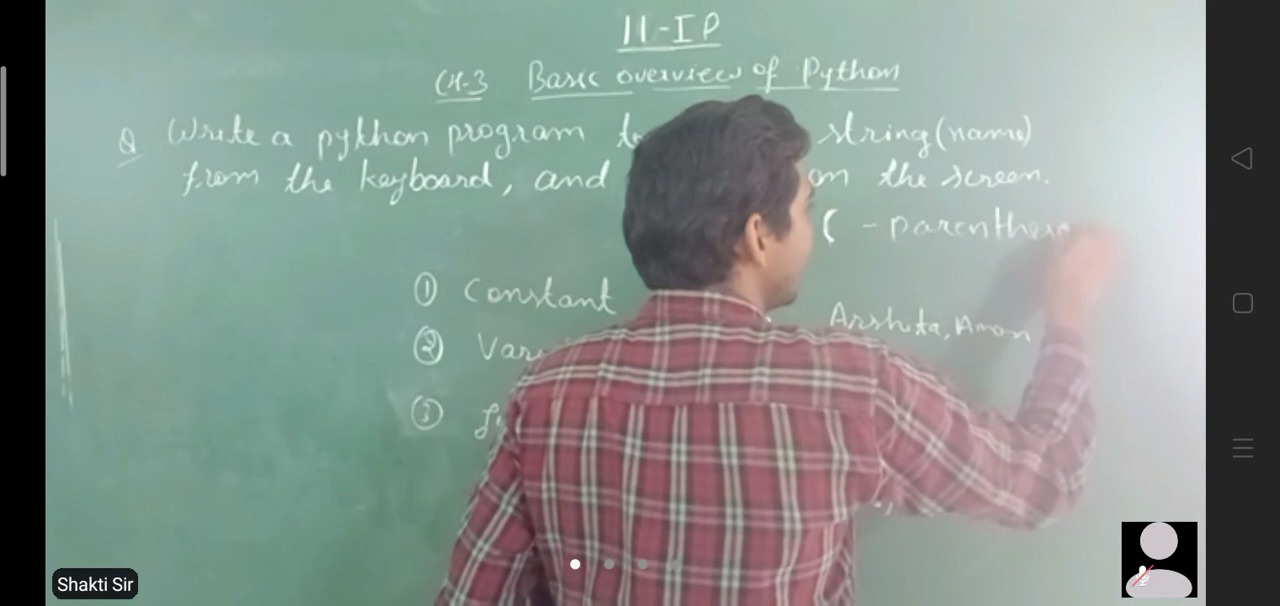 11-IP
CH-3 Basic overview of Python
Q Write a python program string(name)
from the keyboard, and on the screen.
( - parenthes
① Constant
Arshita, Aman
② Var
③
Shakti Sir